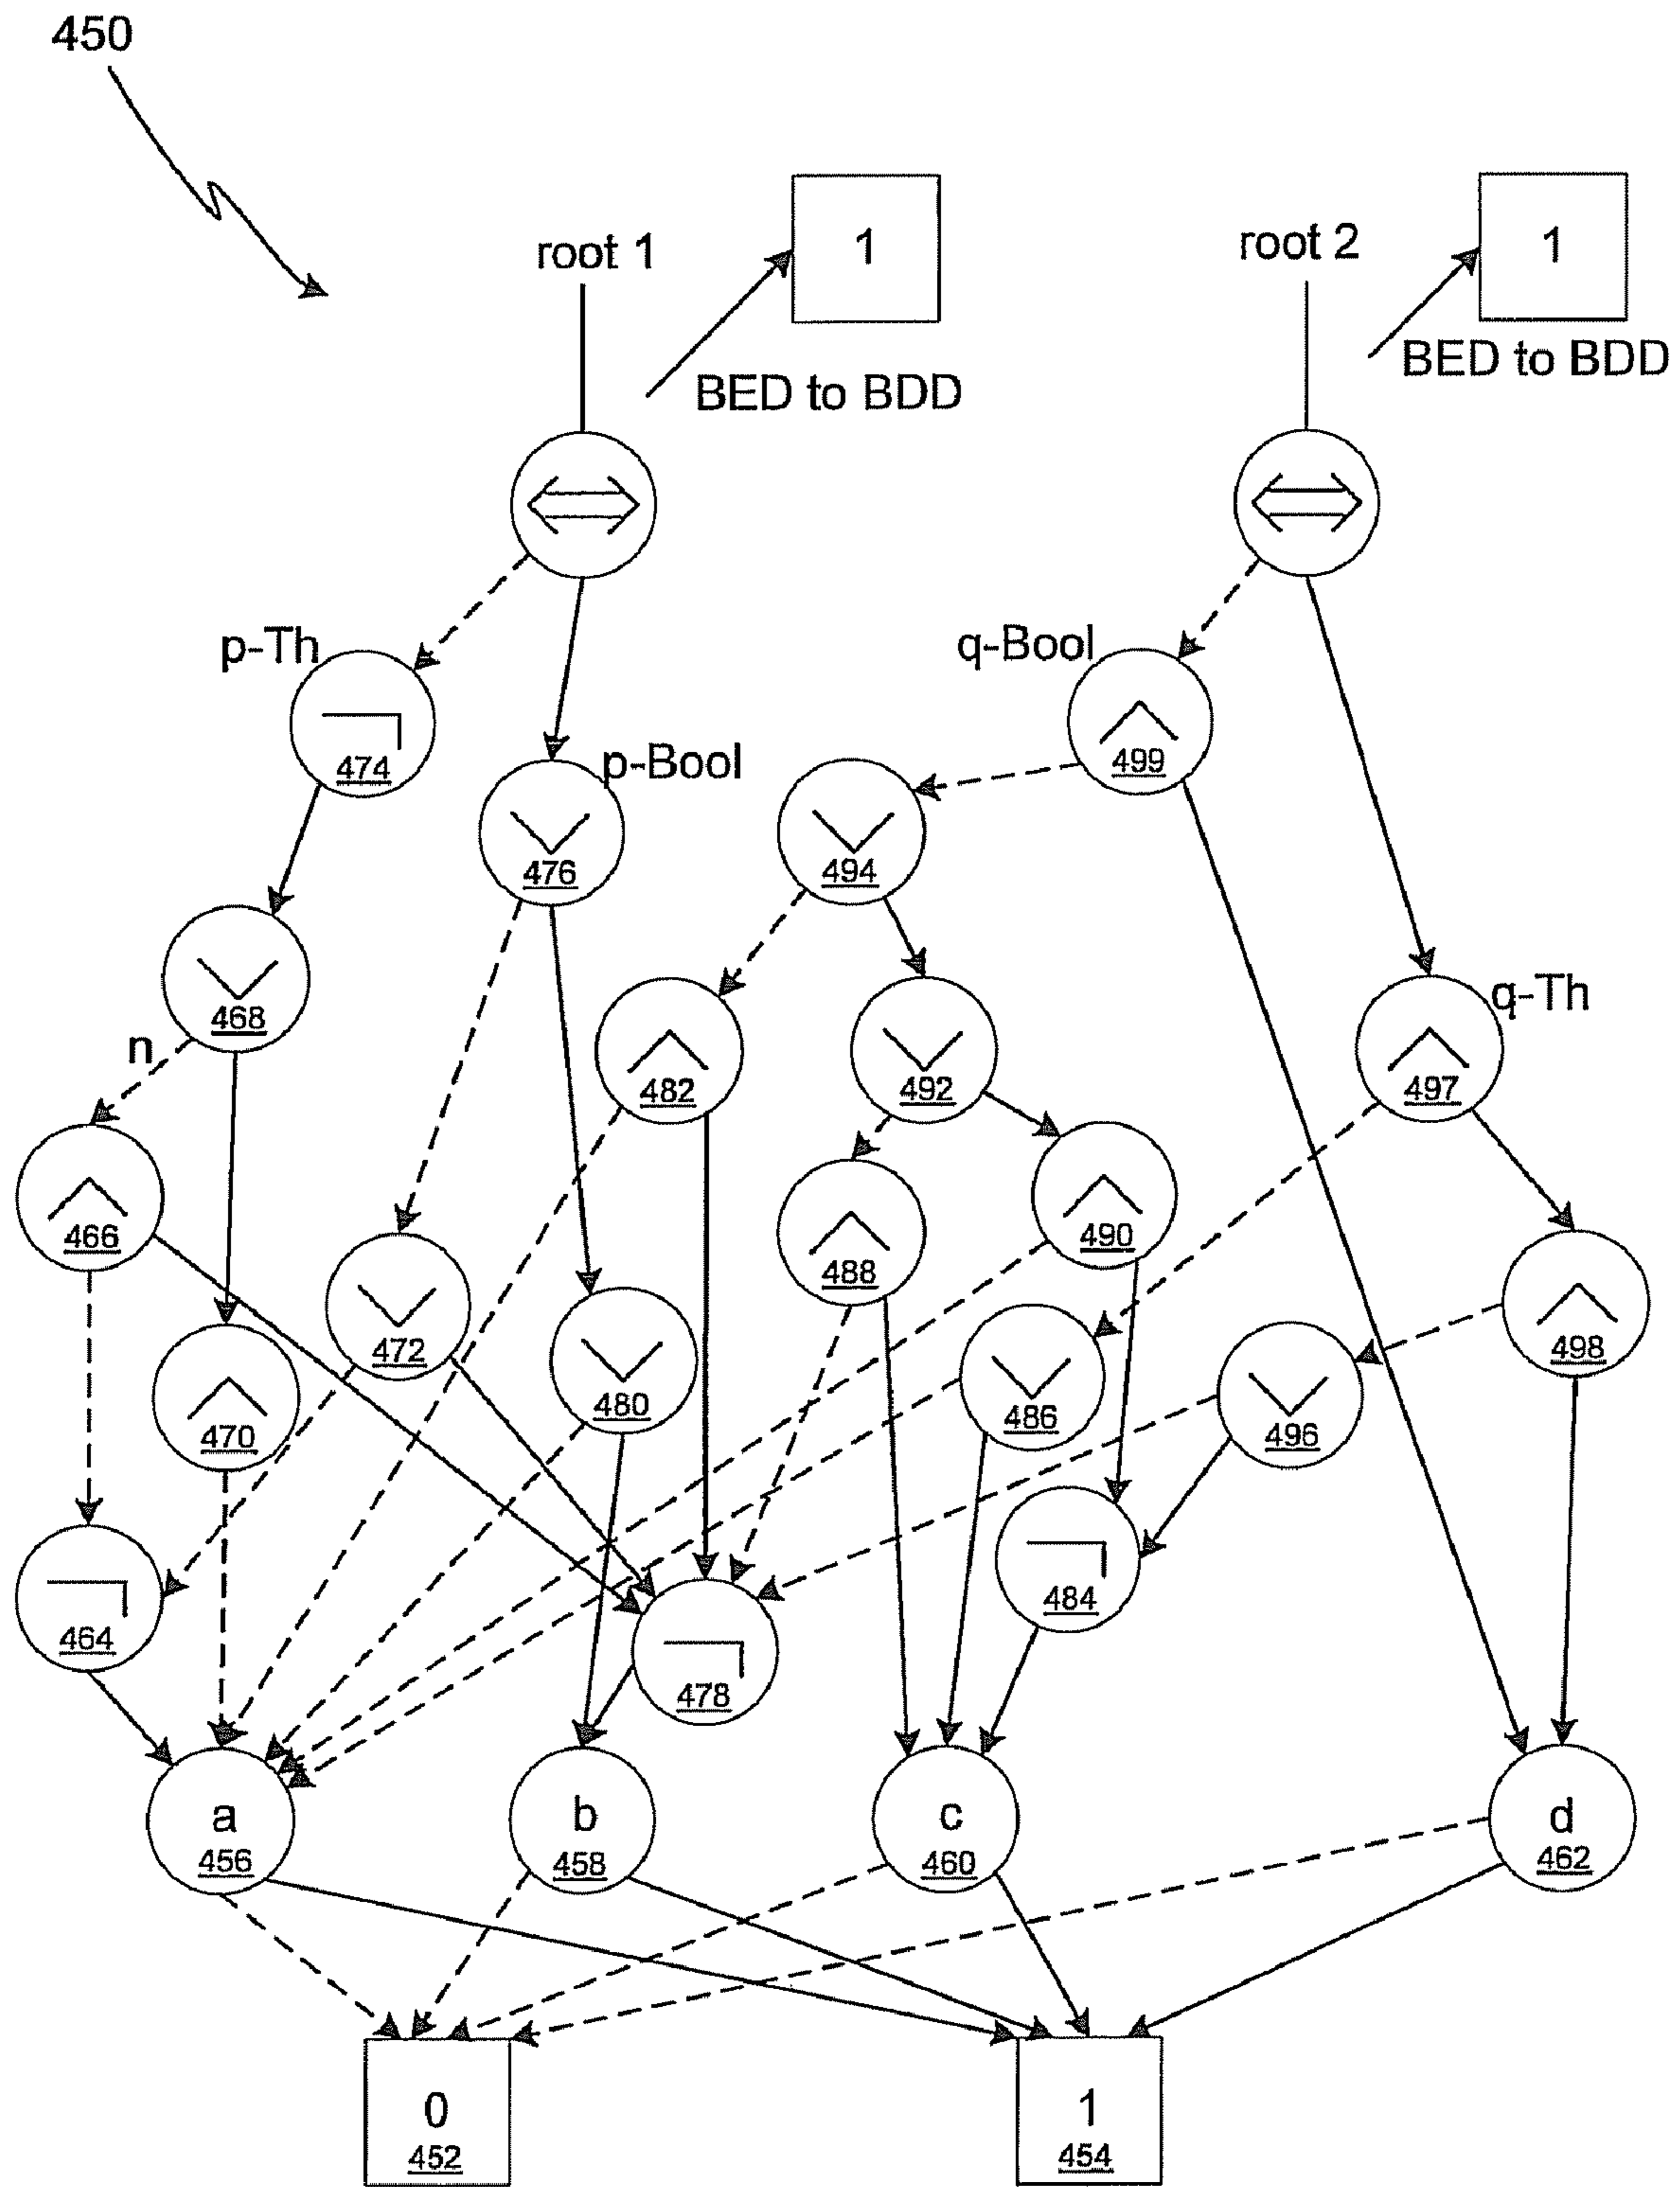 450
root 1
1
BED to BDD
root 2
1
BED to BDD
p-Th
474
p-Bool
476
q-Bool
499
494
468
n
482
492
q-Th
497
466
472
488
490
498
470
480
486
496
464
478
484
a
456
b
458
c
460
d
462
0
452
1
454